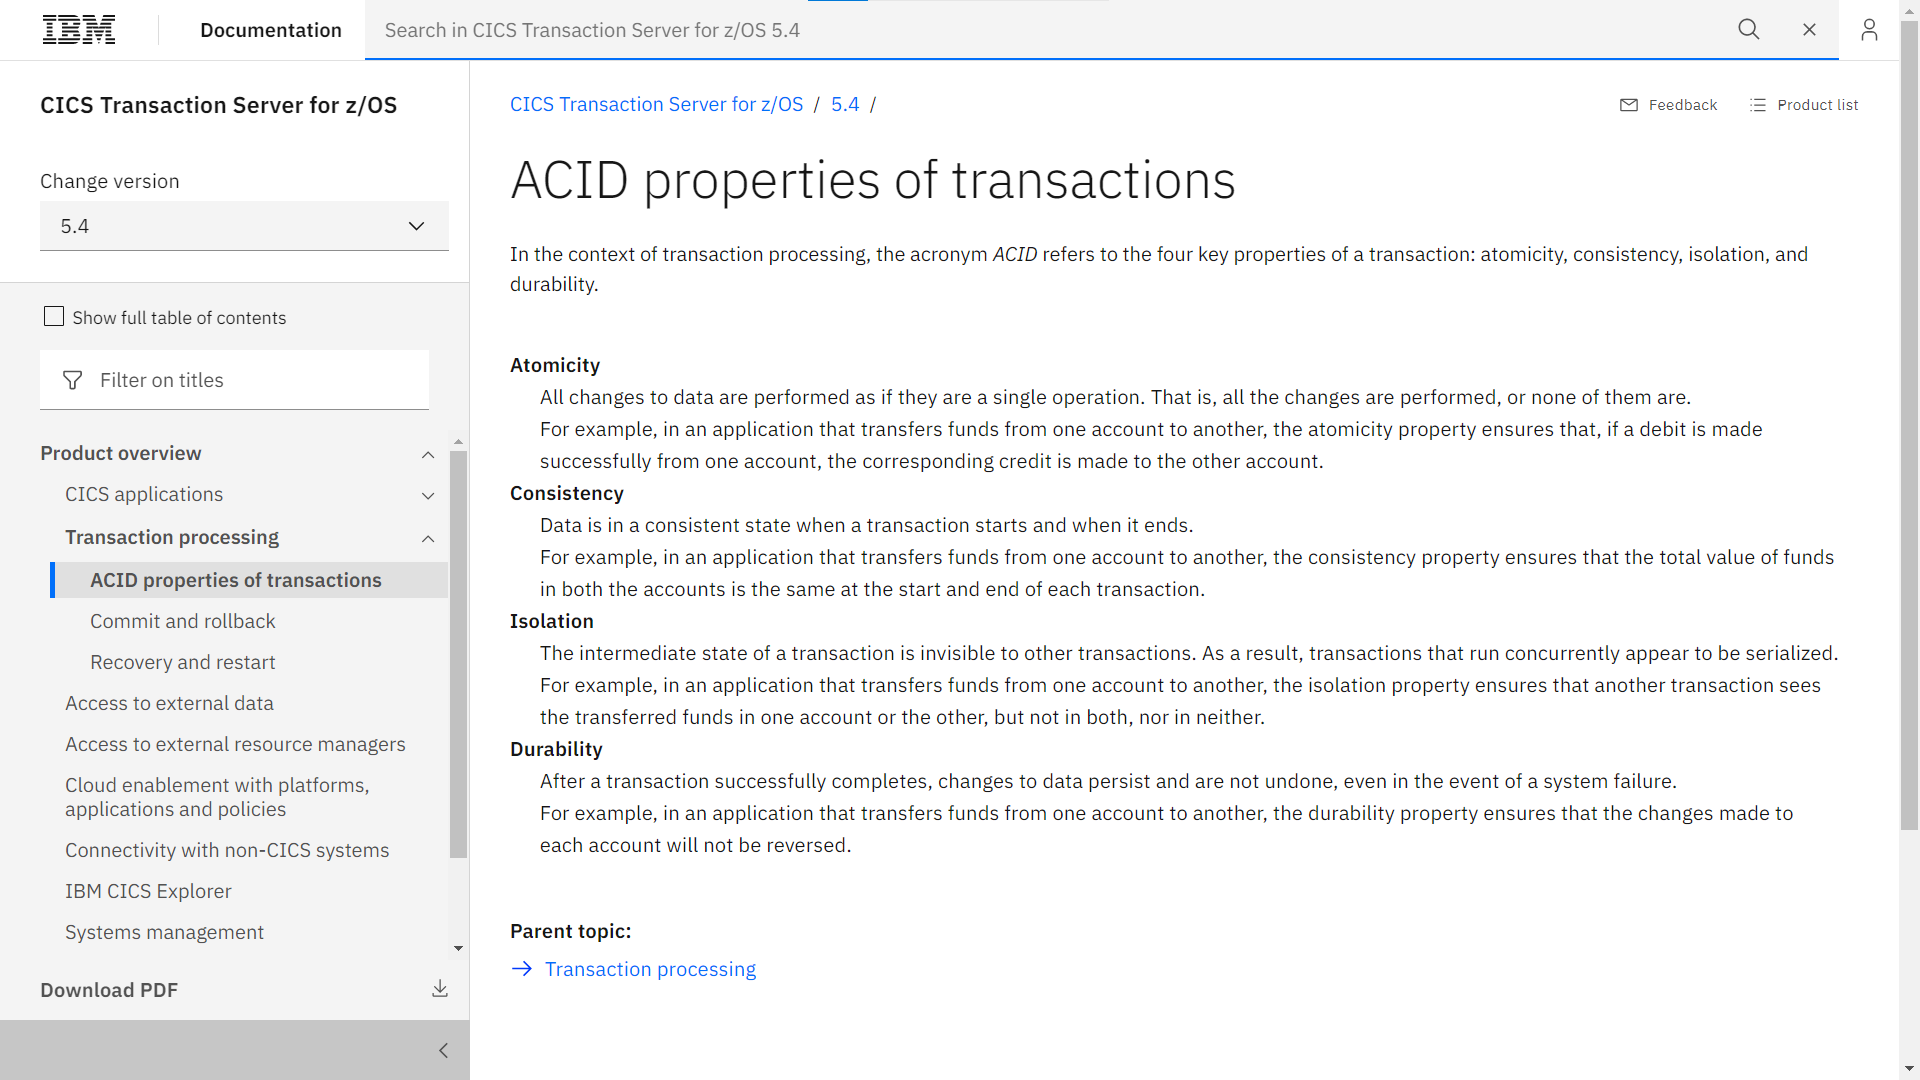 IBM
Documentation
Search in CICS Transaction Server for z/OS 5.4
CICS Transaction Server for z/OS
Change version
5.4
Show full table of contents
Filter on titles
Product overview
CICS applications
Transaction processing
ACID properties of transactions
Commit and rollback
Recovery and restart
Access to external data
Access to external resource managers
Cloud enablement with platforms,
applications and policies
Connectivity with non-CICS systems
IBM CICS Explorer
Systems management
Download PDF
CICS Transaction Server for z/OS / 5.4 /
Feedback
Product list
ACID properties of transactions
In the context of transaction processing, the acronym ACID refers to the four key properties of a transaction: atomicity, consistency, isolation, and
durability.
Atomicity
All changes to data are performed as if they are a single operation. That is, all the changes are performed, or none of them are.
For example, in an application that transfers funds from one account to another, the atomicity property ensures that, if a debit is made
successfully from one account, the corresponding credit is made to the other account.
Consistency
Data is in a consistent state when a transaction starts and when it ends.
For example, in an application that transfers funds from one account to another, the consistency property ensures that the total value of funds
in both the accounts is the same at the start and end of each transaction.
Isolation
The intermediate state of a transaction is invisible to other transactions. As a result, transactions that run concurrently appear to be serialized.
For example, in an application that transfers funds from one account to another, the isolation property ensures that another transaction sees
the transferred funds in one account or the other, but not in both, nor in neither.
Durability
After a transaction successfully completes, changes to data persist and are not undone, even in the event of a system failure.
For example, in an application that transfers funds from one account to another, the durability property ensures that the changes made to
each account will not be reversed.
Parent topic:
Transaction processing